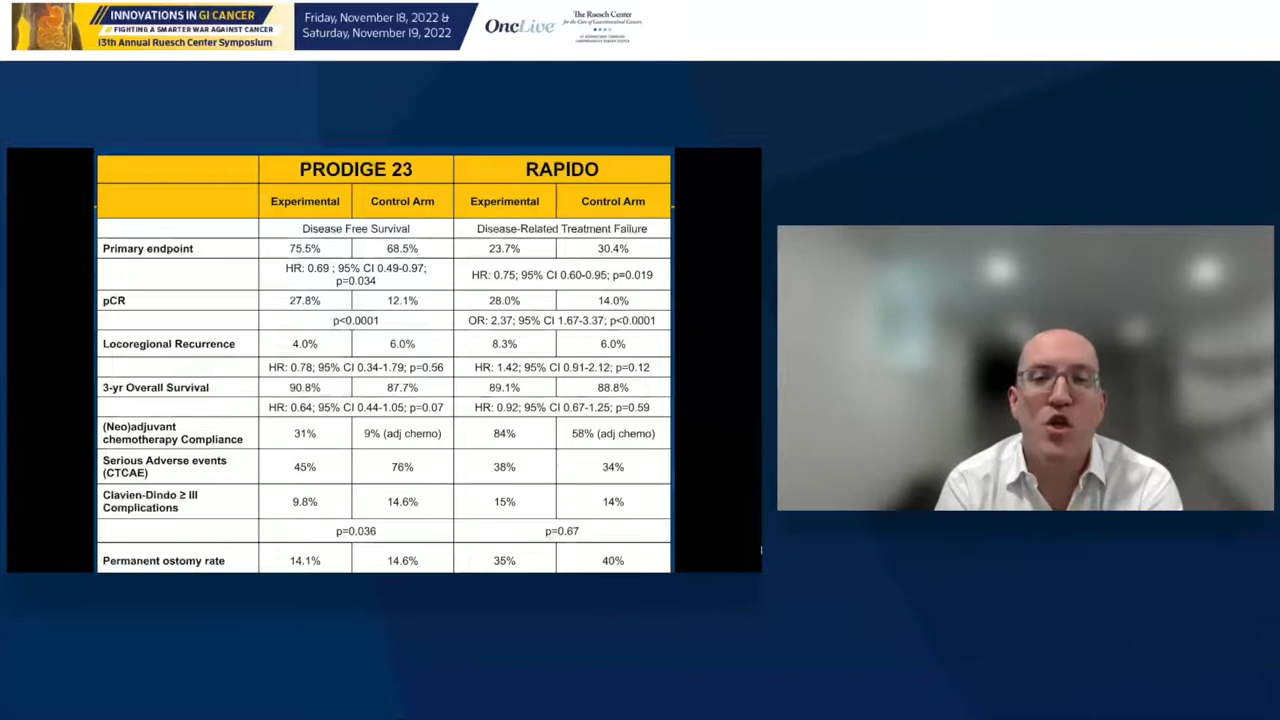 INNOVATIONS IN GI CANCER
FIGHTING A SMARTER WAR AGAINST CANCER
13th Annual Ruesch Center Symposium
Friday, November 18, 2022 &
Saturday, November 19, 2022
OncLive
The Ruesch Center
for the Cure of Gastrointestinal Cancers
PRODIGE 23 RAPIDO
Experimental Control Arm Experimental Control Arm
Disease Free Survival Disease-Related Treatment Failure
Primary endpoint 75.5% 68.5% 23.7% 30.4%
HR: 0.69 ; 95% CI 0.49-0.97;
p=0.034
HR: 0.75; 95% CI 0.60-0.95; p=0.019
pCR 27.8% 12.1% 28.0% 14.0%
p<0.0001 OR: 2.37; 95% CI 1.67-3.37; p<0.0001
Locoregional Recurrence 4.0% 6.0% 8.3% 6.0%
HR: 0.78; 95% CI 0.34-1.79; p=0.56 HR: 1.42; 95% CI 0.91-2.12; p=0.12
3-yr Overall Survival 90.8% 87.7% 89.1% 88.8%
HR: 0.64; 95% CI 0.44-1.05; p=0.07 HR: 0.92; 95% CI 0.67-1.25; p=0.59
(Neo)adjuvant
chemotherapy Compliance 31% 9% (adj chemo) 84% 58% (adj chemo)
Serious Adverse events
(CTCAE) 45% 76% 38% 34%
Clavien-Dindo ≥ III
Complications 9.8% 14.6% 15% 14%
p=0.036 p=0.67
Permanent ostomy rate 14.1% 14.6% 35% 40%